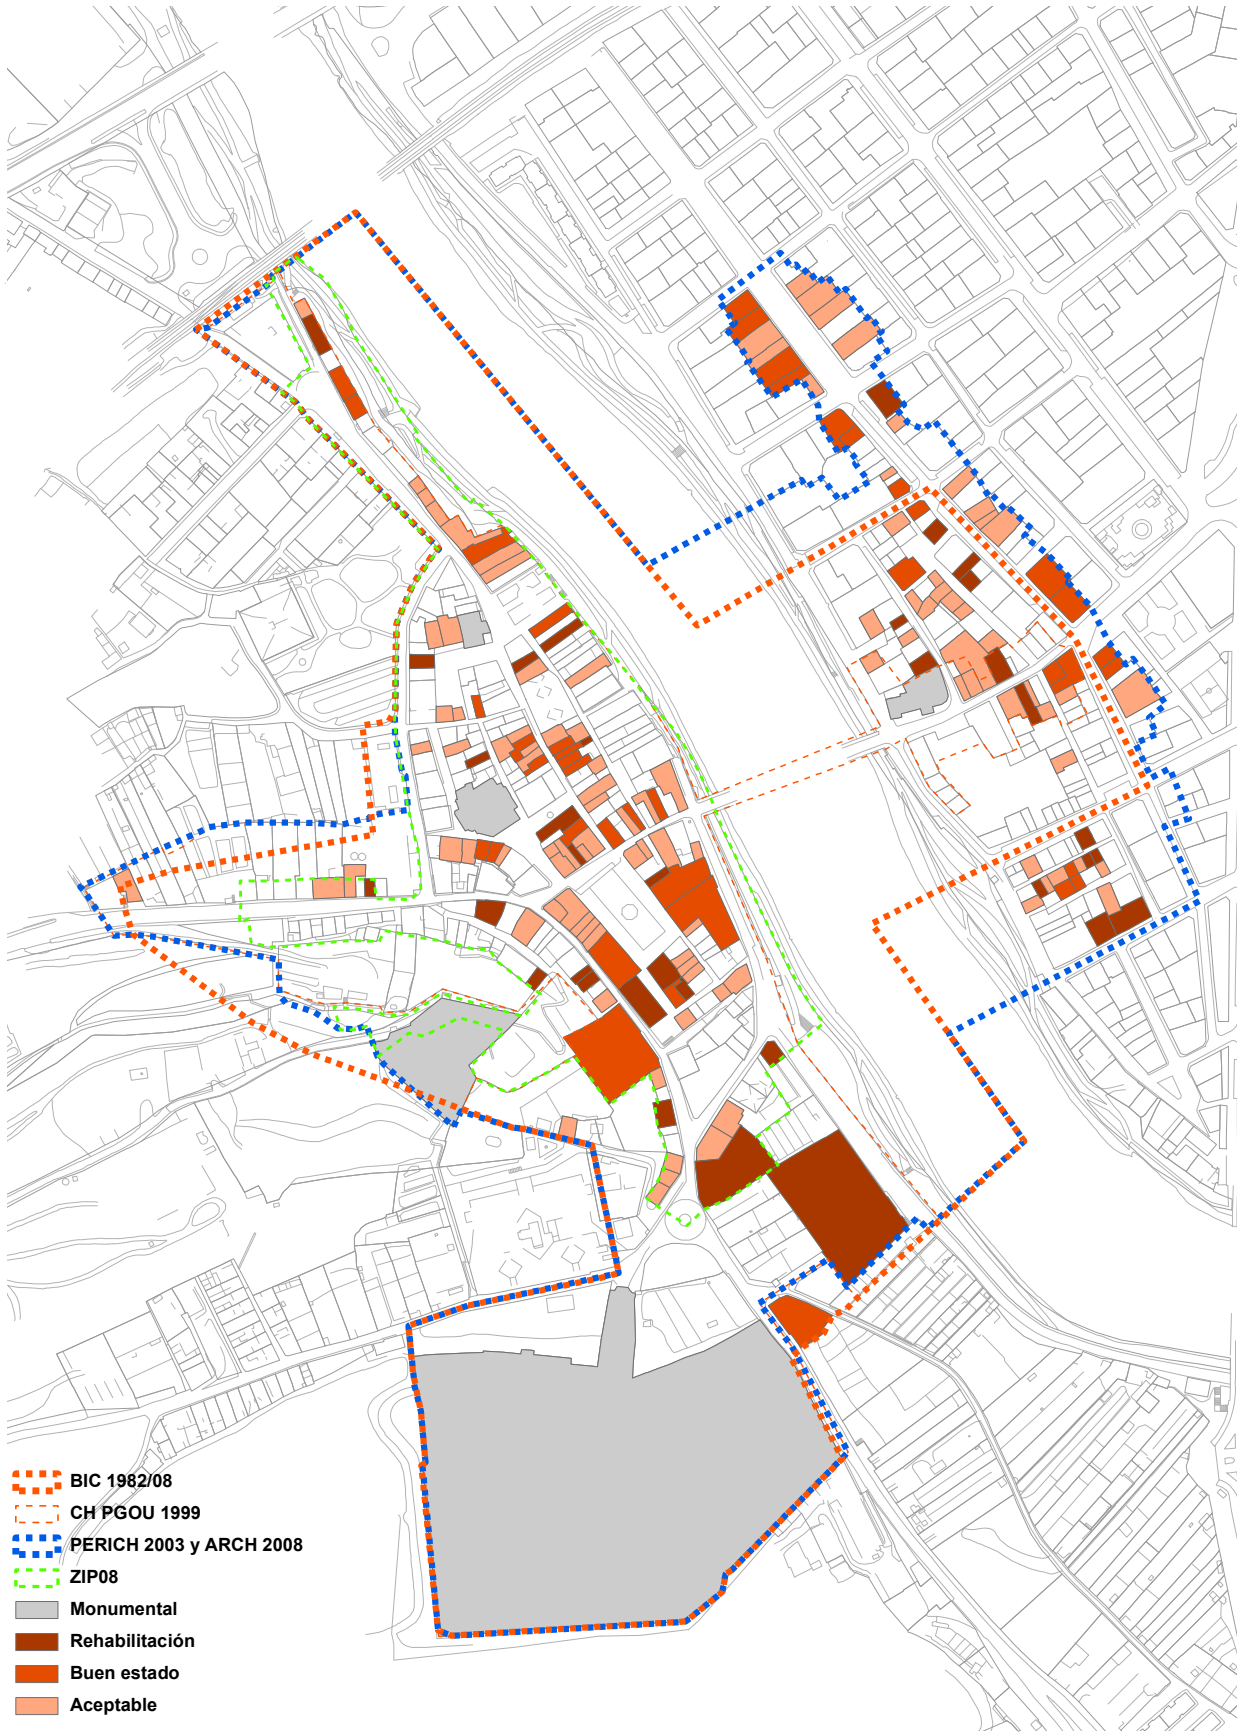 BIC 1982/08
CH PGOU 1999
PERICH 2003 y ARCH 2008
ZIP08
Monumental
Rehabilitación
Buen estado
Aceptable